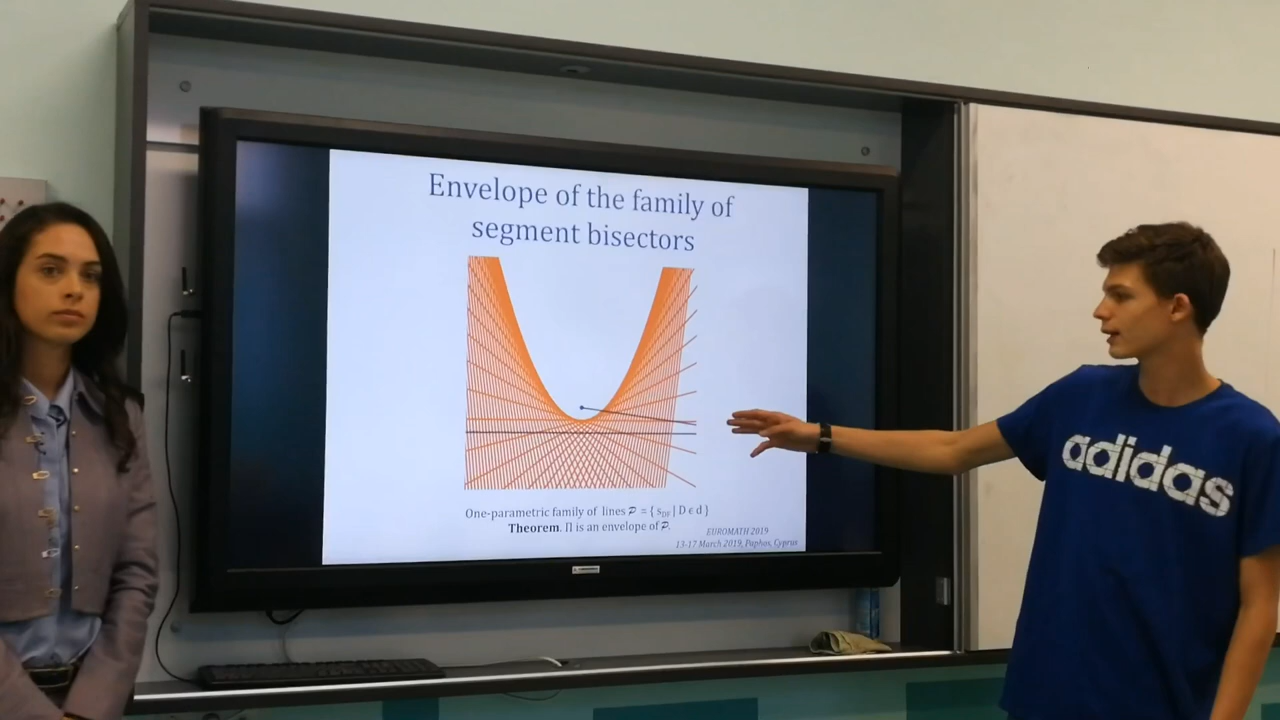 Envelope of the family of
segment bisectors
One-parametric family of lines 𝒫 = { s_DF | D ϵ d }
Theorem. Π is an envelope of 𝒫.
EUROMATH 2019
13-17 March 2019, Paphos, Cyprus
adidas